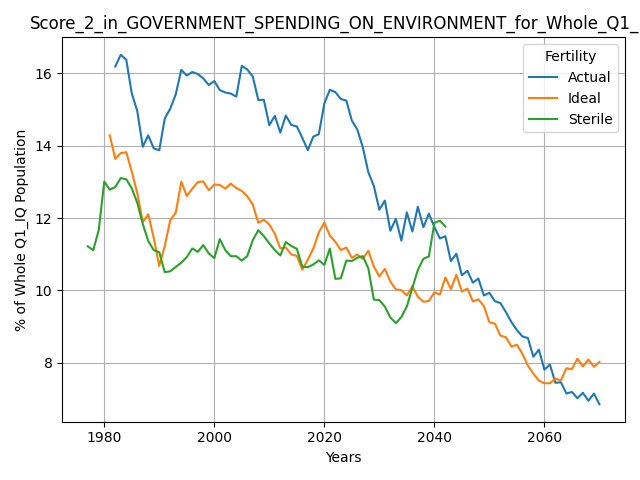 Score_2_in_GOVERNMENT_SPENDING_ON_ENVIRONMENT_for_Whole_Q1_
Fertility
Actual
Ideal
Sterile
% of Whole Q1_IQ Population
16
14
12
10
8
1980
2000
2020
2040
2060
Years